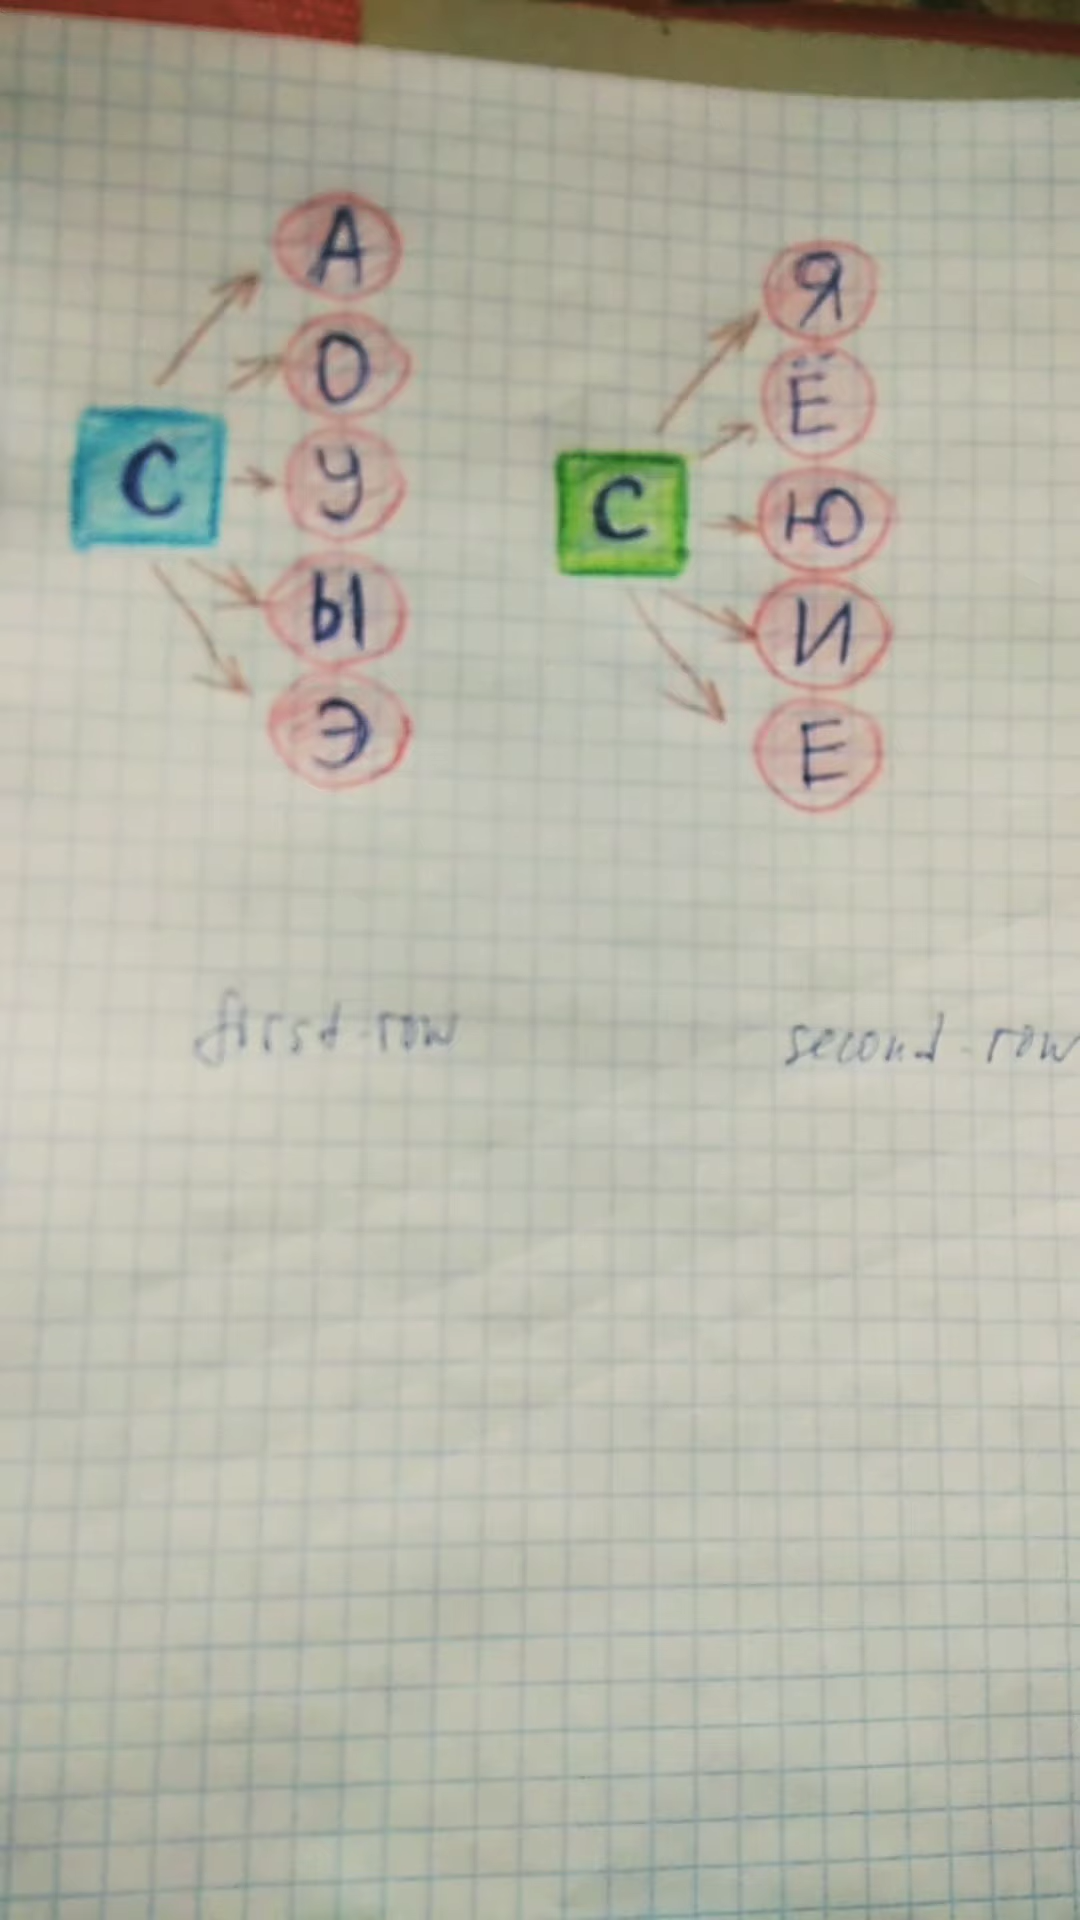 А
О
С
У
Ы
Э
Я
Ё
С
Ю
И
Е
first-row
second-row